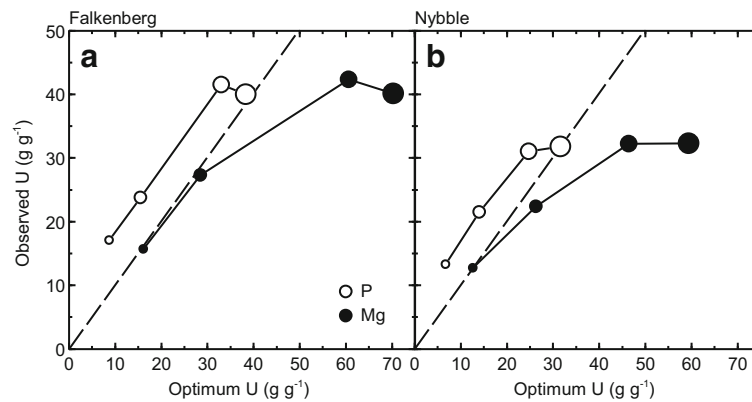 Falkenberg
Nybble
50
40
30
20
10
0
Observed U (g g⁻¹)
a
b
P
Mg
0 10 20 30 40 50 60 70
0 10 20 30 40 50 60 70
Optimum U (g g⁻¹)
Optimum U (g g⁻¹)